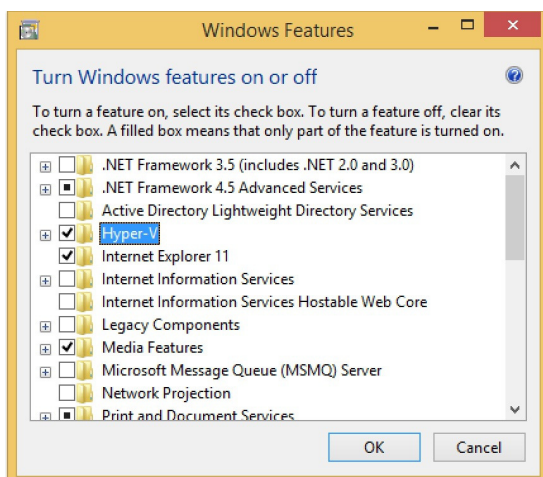 Windows Features
Turn Windows features on or off
To turn a feature on, select its check box. To turn a feature off, clear its
check box. A filled box means that only part of the feature is turned on.
.NET Framework 3.5 (includes .NET 2.0 and 3.0)
.NET Framework 4.5 Advanced Services
Active Directory Lightweight Directory Services
Hyper-V
Internet Explorer 11
Internet Information Services
Internet Information Services Hostable Web Core
Legacy Components
Media Features
Microsoft Message Queue (MSMQ) Server
Network Projection
Print and Document Services
OK
Cancel